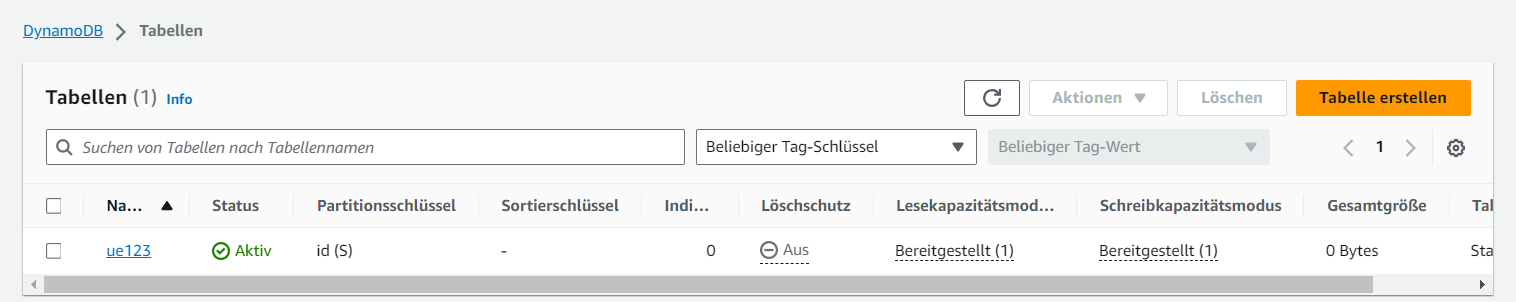 DynamoDB > Tabellen
Tabellen (1) Info Aktionen Löschen Tabelle erstellen
Suchen von Tabellen nach Tabellennamen Beliebiger Tag-Schlüssel Beliebiger Tag-Wert 1
Na... Status Partitionsschlüssel Sortierschlüssel Indi... Löschschutz Lesekapazitätsmod... Schreibkapazitätsmodus Gesamtgröße Tal
ue123 Aktiv id (S) - 0 Aus Bereitgestellt (1) Bereitgestellt (1) 0 Bytes Sta